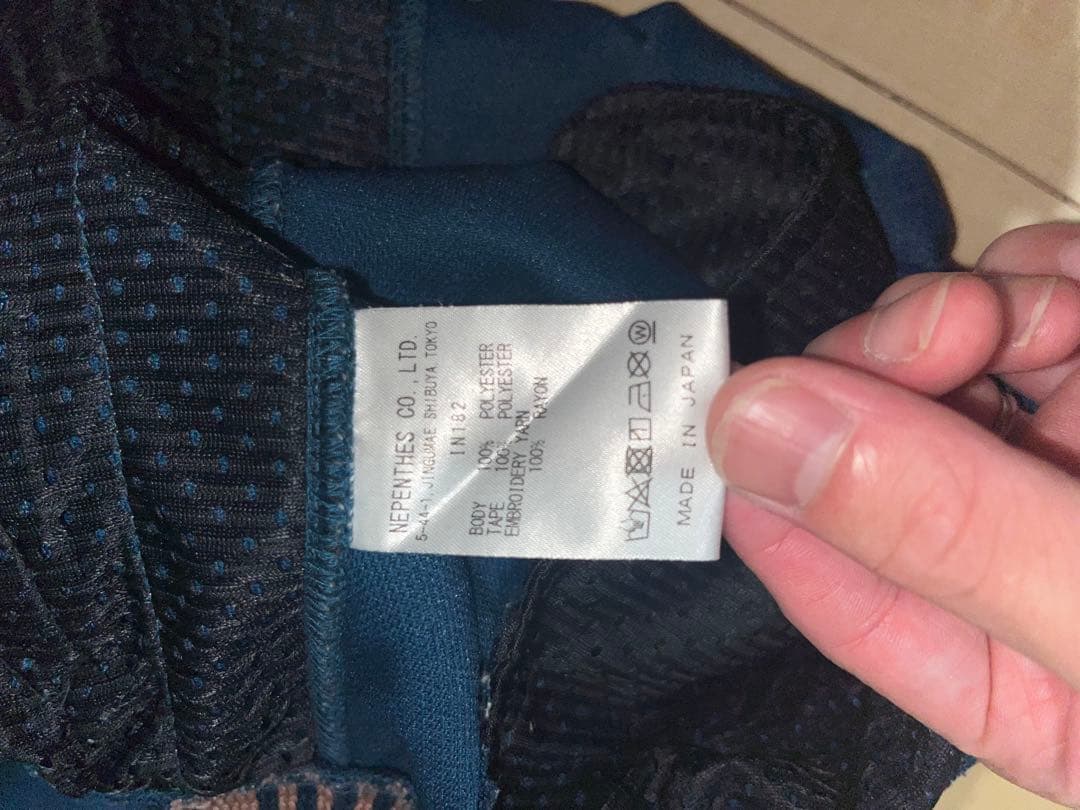 NEPENTHES CO.,LTD.
5-44-1,JINGUMAE SHIBUYA TOKYO
IN182
BODY 100% POLYESTER
TAPE 100% POLYESTER
EMBROIDERY YARN
100% RAYON
W
MADE IN JAPAN